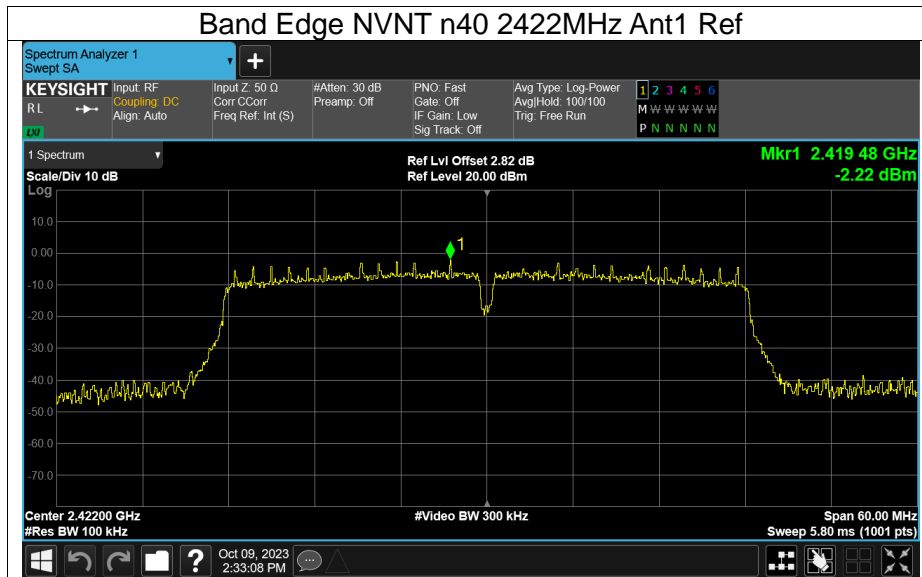 Band Edge NVNT n40 2422MHz Ant1 Ref
Spectrum Analyzer 1
Swept SA
▼
+
KEYSIGHT
RL
LXI
Input: RF
Coupling: DC
Align: Auto
Input Z: 50 Ω
Corr CCorr
Freq Ref: Int (S)
#Atten: 30 dB
Preamp: Off
PNO: Fast
Gate: Off
IF Gain: Low
Sig Track: Off
Avg Type: Log-Power
Avg|Hold: 100/100
Trig: Free Run
1 2 3 4 5 6
M W W W W W
P N N N N N
1 Spectrum
▼
Scale/Div 10 dB
Ref Lvl Offset 2.82 dB
Ref Level 20.00 dBm
Mkr1 2.419 48 GHz
-2.22 dBm
Log
10.0
0.00
-10.0
-20.0
-30.0
-40.0
-50.0
-60.0
-70.0
1
Center 2.42200 GHz
#Res BW 100 kHz
#Video BW 300 kHz
Span 60.00 MHz
Sweep 5.80 ms (1001 pts)
?
Oct 09, 2023
2:33:08 PM